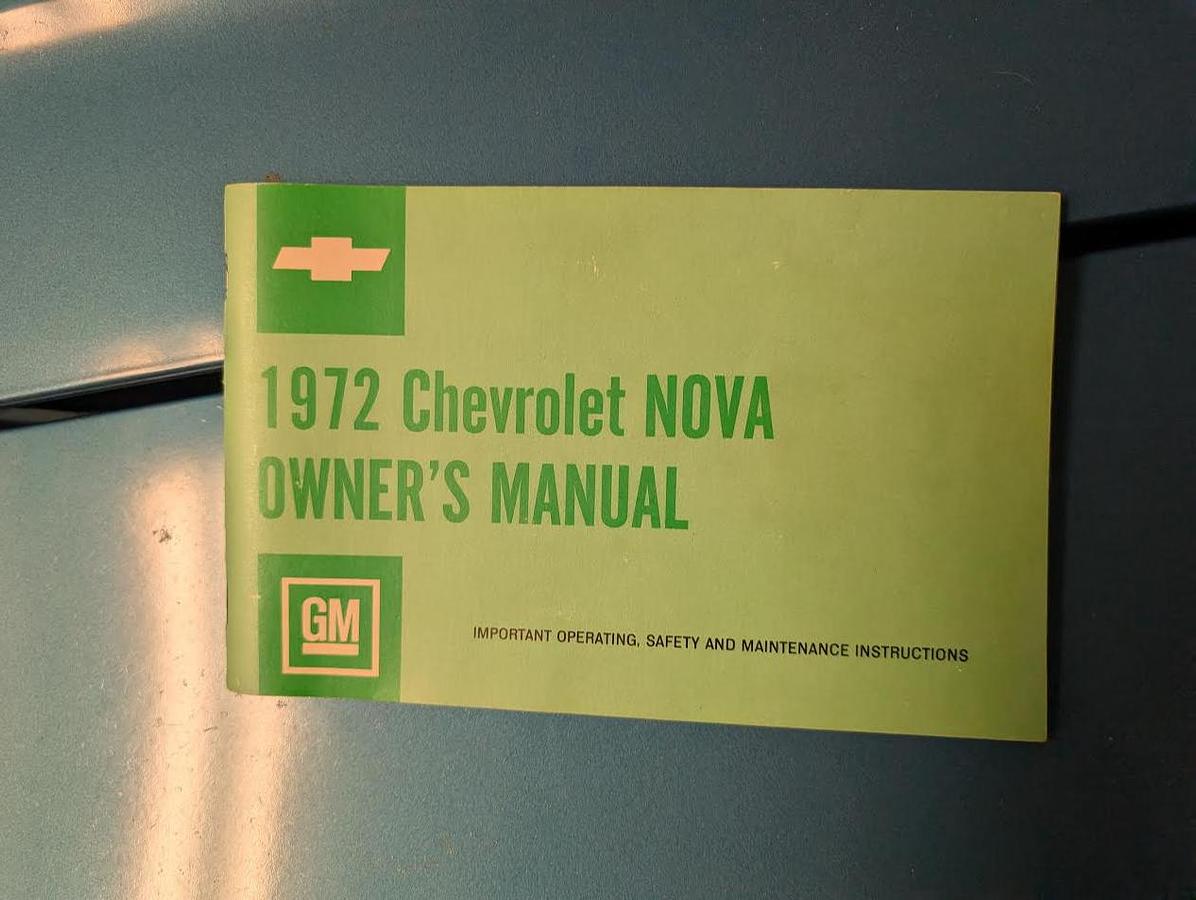 1972 Chevrolet NOVA
OWNER'S MANUAL
GM
IMPORTANT OPERATING, SAFETY AND MAINTENANCE INSTRUCTIONS